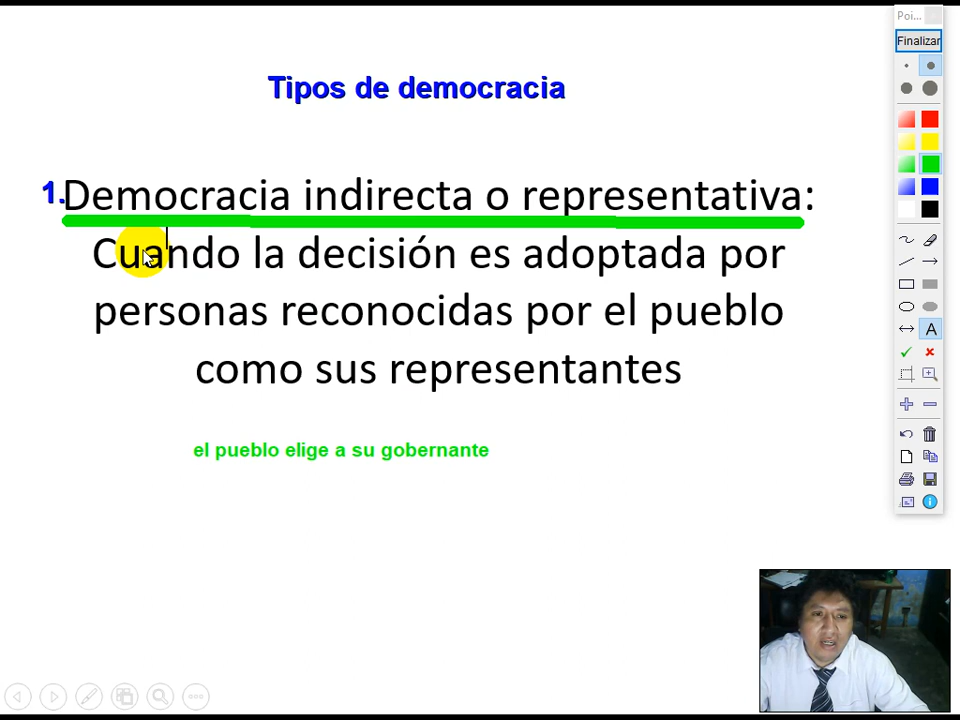 Poi...
Finalizar
Tipos de democracia
1. Democracia indirecta o representativa:
Cuando la decisión es adoptada por
personas reconocidas por el pueblo
como sus representantes
el pueblo elige a su gobernante
A